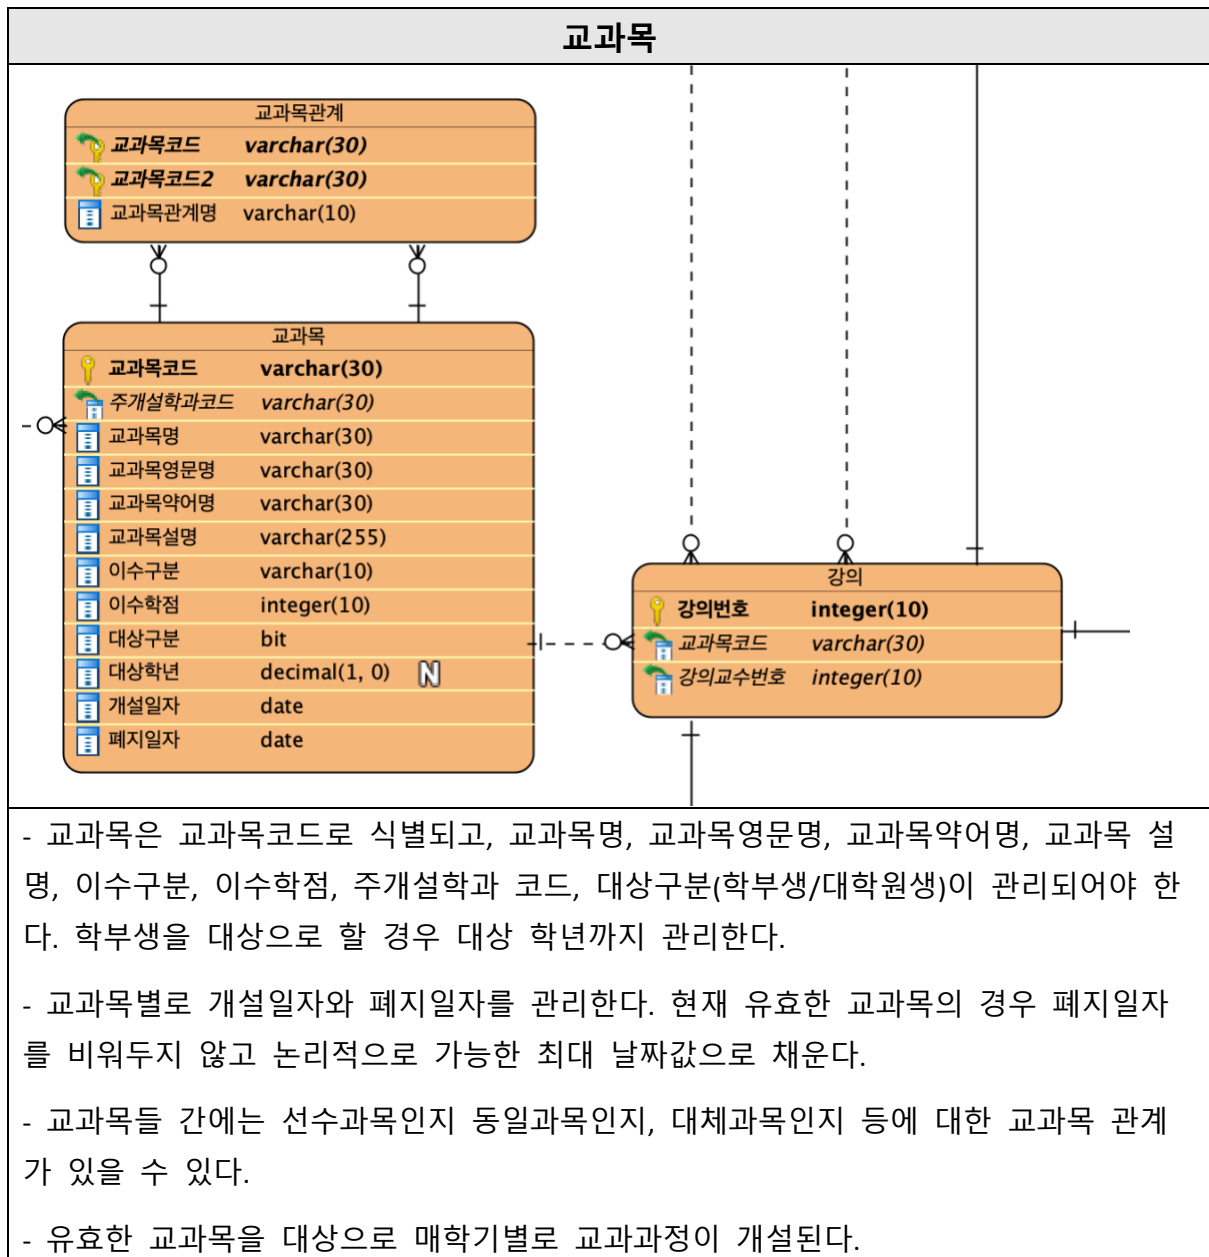 교과목
교과목관계
교과목코드 varchar(30)
교과목코드2 varchar(30)
교과목관계명 varchar(10)
교과목
교과목코드 varchar(30)
주개설학과코드 varchar(30)
교과목명 varchar(30)
교과목영문명 varchar(30)
교과목약어명 varchar(30)
교과목설명 varchar(255)
이수구분 varchar(10)
이수학점 integer(10)
대상구분 bit
대상학년 decimal(1, 0) N
개설일자 date
폐지일자 date
강의
강의번호 integer(10)
교과목코드 varchar(30)
강의교수번호 integer(10)
- 교과목은 교과목코드로 식별되고, 교과목명, 교과목영문명, 교과목약어명, 교과목 설
명, 이수구분, 이수학점, 주개설학과 코드, 대상구분(학부생/대학원생)이 관리되어야 한
다. 학부생을 대상으로 할 경우 대상 학년까지 관리한다.
- 교과목별로 개설일자와 폐지일자를 관리한다. 현재 유효한 교과목의 경우 폐지일자
를 비워두지 않고 논리적으로 가능한 최대 날짜값으로 채운다.
- 교과목들 간에는 선수과목인지 동일과목인지, 대체과목인지 등에 대한 교과목 관계
가 있을 수 있다.
- 유효한 교과목을 대상으로 매학기별로 교과과정이 개설된다.